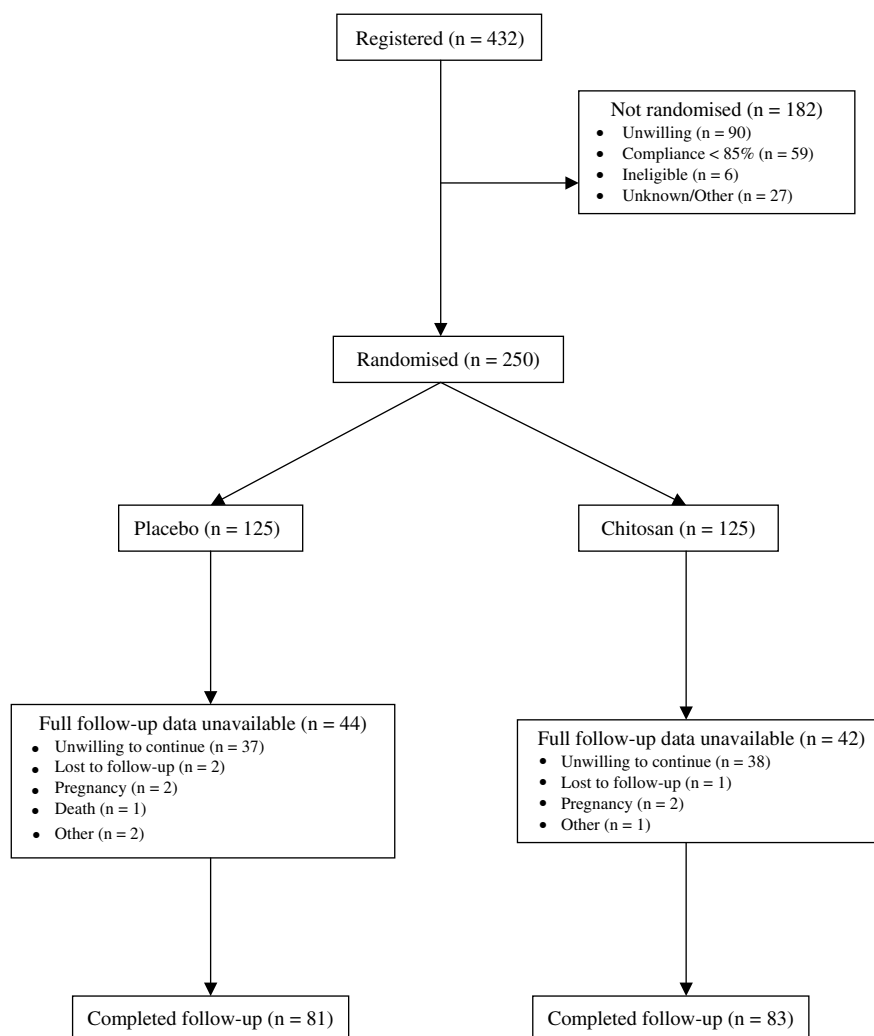 Registered (n = 432)
Not randomised (n = 182)
• Unwilling (n = 90)
• Compliance < 85% (n = 59)
• Ineligible (n = 6)
• Unknown/Other (n = 27)
Randomised (n = 250)
Placebo (n = 125)
Chitosan (n = 125)
Full follow-up data unavailable (n = 44)
• Unwilling to continue (n = 37)
• Lost to follow-up (n = 2)
• Pregnancy (n = 2)
• Death (n = 1)
• Other (n = 2)
Full follow-up data unavailable (n = 42)
• Unwilling to continue (n = 38)
• Lost to follow-up (n = 1)
• Pregnancy (n = 2)
• Other (n = 1)
Completed follow-up (n = 81)
Completed follow-up (n = 83)